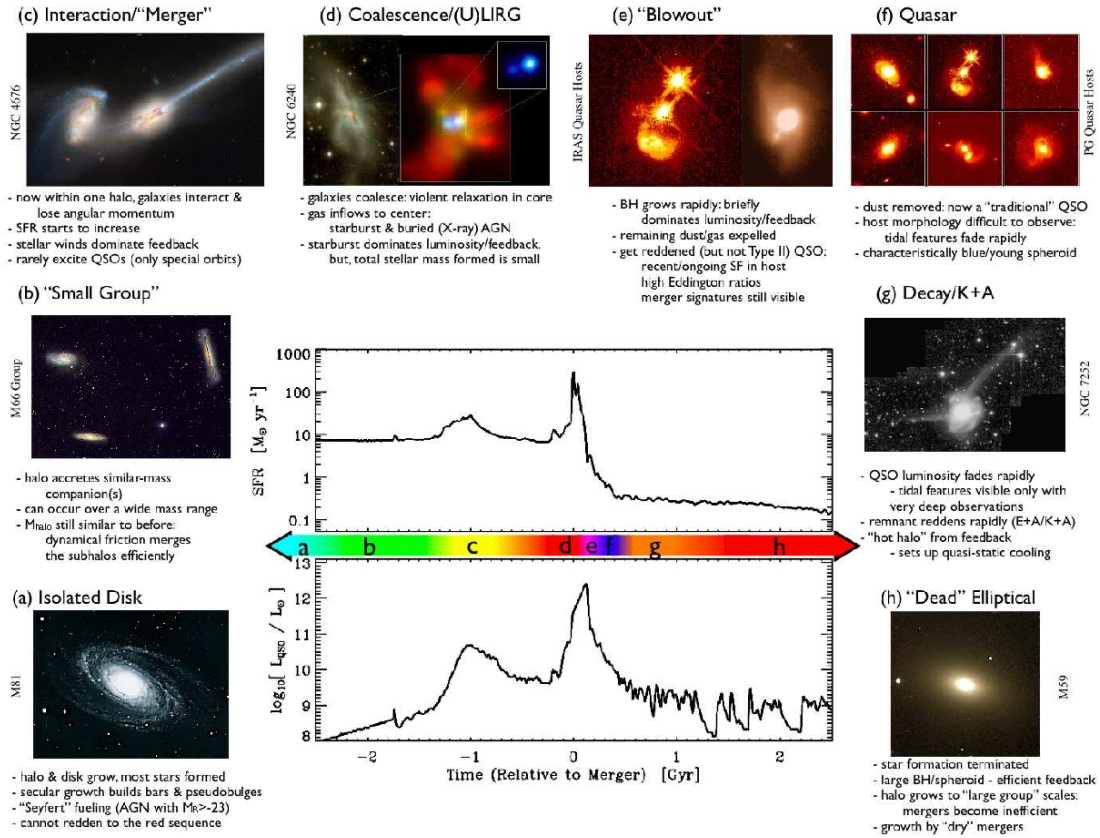 (c) Interaction/“Merger”
NGC 4676
- now within one halo, galaxies interact &
lose angular momentum
- SFR starts to increase
- stellar winds dominate feedback
- rarely excite QSOs (only special orbits)
(d) Coalescence/(U)LIRG
NGC 6240
- galaxies coalesce: violent relaxation in core
- gas inflows to center:
starburst & buried (X-ray) AGN
- starburst dominates luminosity/feedback,
but, total stellar mass formed is small
(e) “Blowout”
IRAS Quasar Hosts
- BH grows rapidly: briefly
dominates luminosity/feedback
- remaining dust/gas expelled
- get reddened (but not Type II) QSO:
recent/ongoing SF in host
high Eddington ratios
merger signatures still visible
(f) Quasar
PG Quasar Hosts
- dust removed: now a “traditional” QSO
- host morphology difficult to observe:
tidal features fade rapidly
- characteristically blue/young spheroid
(b) “Small Group”
M66 Group
- halo accretes similar-mass
companion(s)
- can occur over a wide mass range
- Mhalo still similar to before:
dynamical friction merges
the subhalos efficiently
(a) Isolated Disk
M81
- halo & disk grow, most stars formed
- secular growth builds bars & pseudobulges
- “Seyfert” fueling (AGN with MB>-23)
- cannot redden to the red sequence
1000
100
10
1
0.1
SFR [M⊙ yr⁻¹]
a b c d e f g h
13
12
11
10
9
8
log₁₀[ LQSO / L⊙ ]
-2 -1 0 1 2
Time (Relative to Merger) [Gyr]
(g) Decay/K+A
NGC 7252
- QSO luminosity fades rapidly
- tidal features visible only with
very deep observations
- remnant reddens rapidly (E+A/K+A)
- “hot halo” from feedback
- sets up quasi-static cooling
(h) “Dead” Elliptical
M59
- star formation terminated
- large BH/spheroid - efficient feedback
- halo grows to “large group” scales:
mergers become inefficient
- growth by “dry” mergers